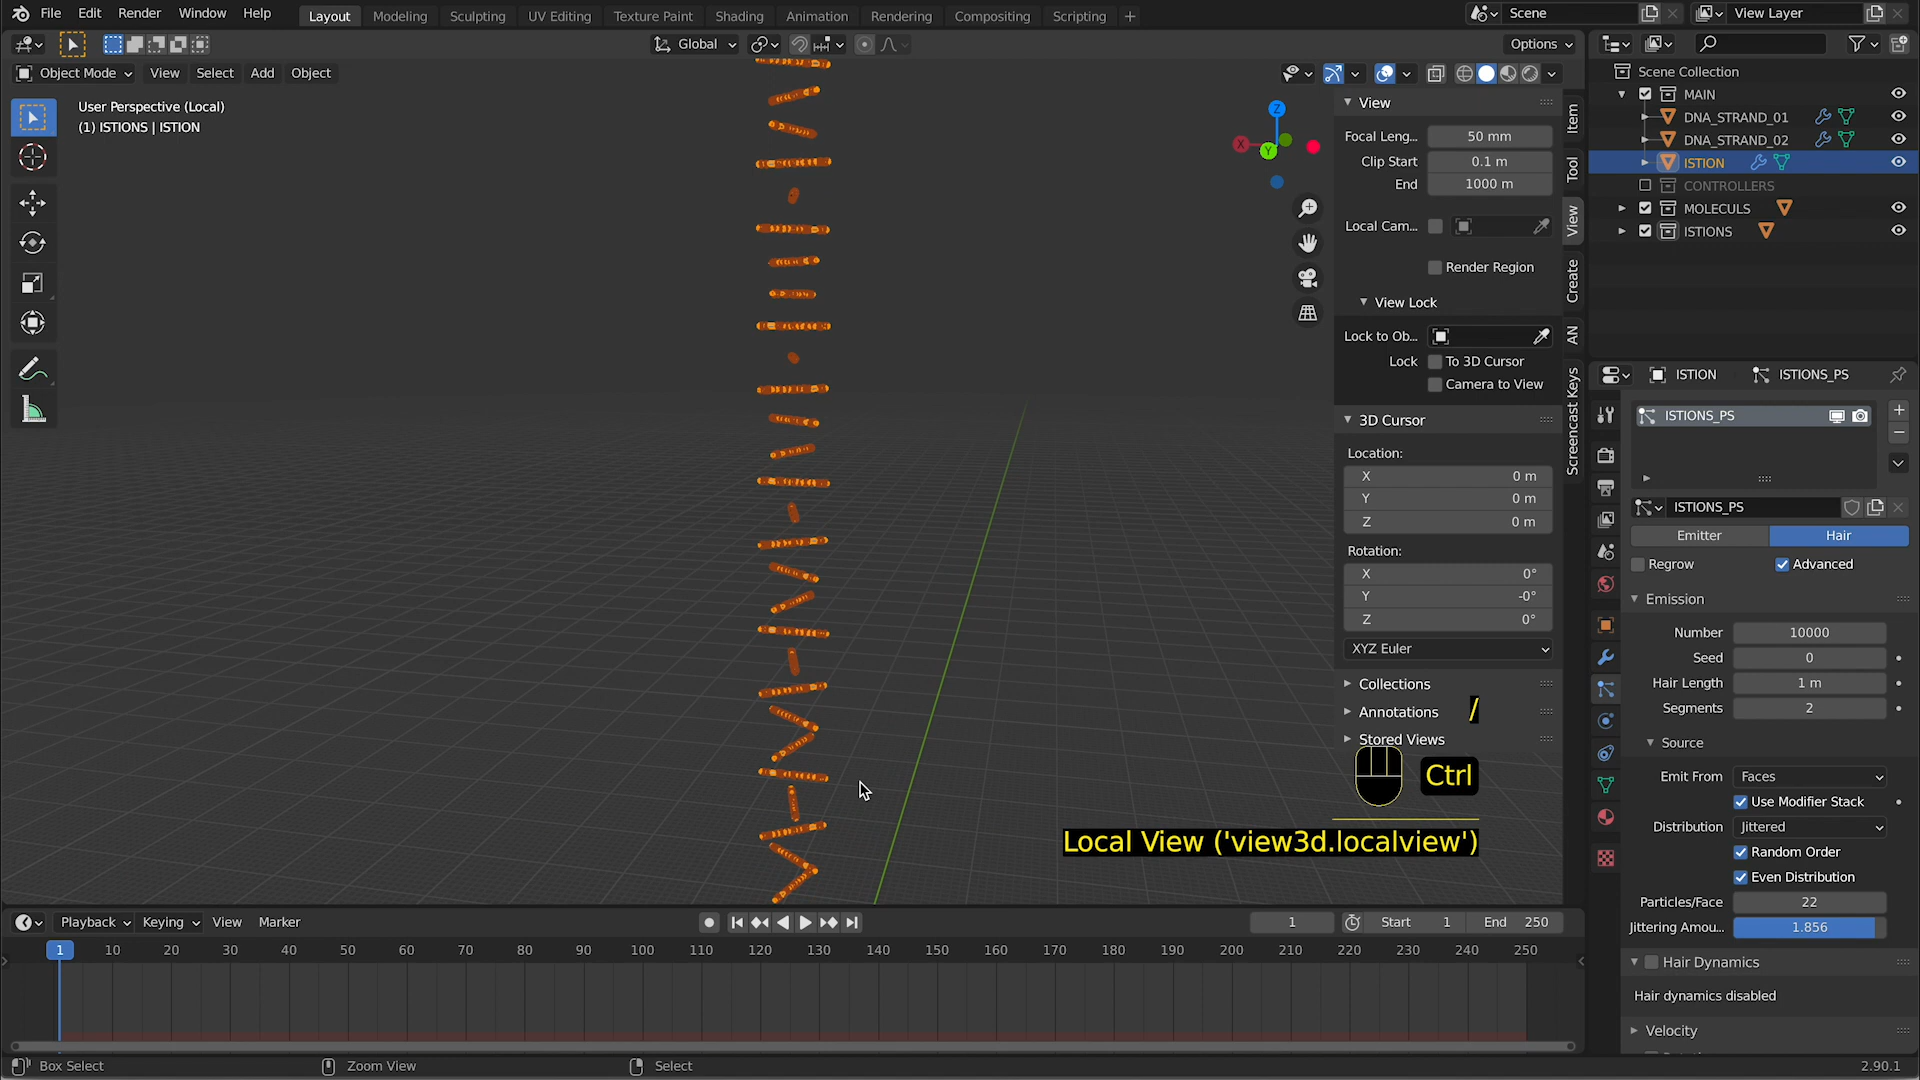 File Edit Render Window Help Layout Modeling Sculpting UV Editing Texture Paint Shading Animation Rendering Compositing Scripting + Scene View Layer
Global Options
Object Mode View Select Add Object
User Perspective (Local)
(1) ISTIONS | ISTION
Z
X
Y
View
Focal Leng... 50 mm
Clip Start 0.1 m
End 1000 m
Local Cam...
Render Region
View Lock
Lock to Ob...
Lock To 3D Cursor
Camera to View
3D Cursor
Location:
X 0 m
Y 0 m
Z 0 m
Rotation:
X 0°
Y -0°
Z 0°
XYZ Euler
Collections
Annotations
Stored Views
/
Ctrl
Local View ('view3d.localview')
Item
Tool
View
Create
AN
Screencast Keys
Scene Collection
MAIN
DNA_STRAND_01
DNA_STRAND_02
ISTION
CONTROLLERS
MOLECULS
ISTIONS
ISTION ISTIONS_PS
ISTIONS_PS
ISTIONS_PS
Emitter Hair
Regrow Advanced
Emission
Number 10000
Seed 0
Hair Length 1 m
Segments 2
Source
Emit From Faces
Use Modifier Stack
Distribution Jittered
Random Order
Even Distribution
Particles/Face 22
Jittering Amou... 1.856
Hair Dynamics
Hair dynamics disabled
Velocity
Playback Keying View Marker 1 Start 1 End 250
1 10 20 30 40 50 60 70 80 90 100 110 120 130 140 150 160 170 180 190 200 210 220 230 240 250
Box Select Zoom View Select 2.90.1